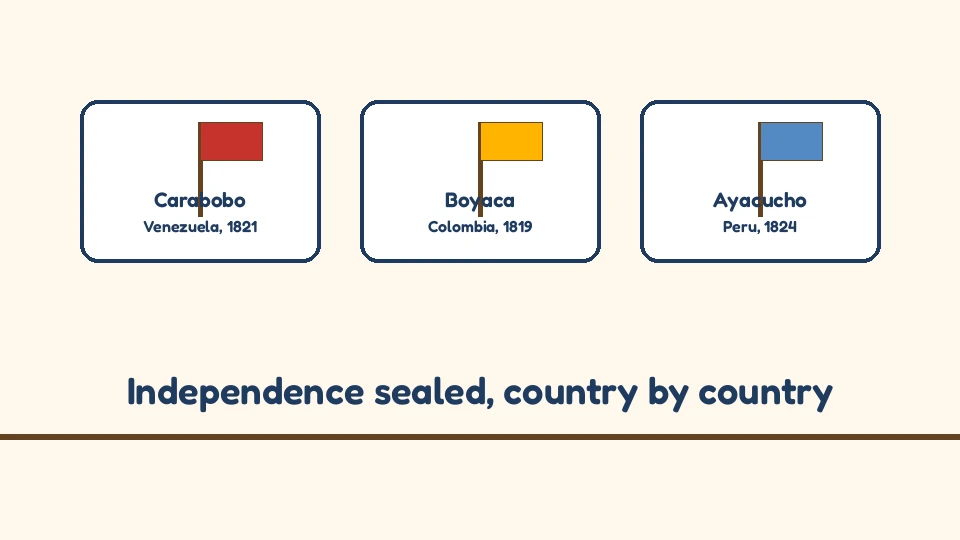 Carabobo
Venezuela, 1821
Boyaca
Colombia, 1819
Ayacucho
Peru, 1824
Independence sealed, country by country